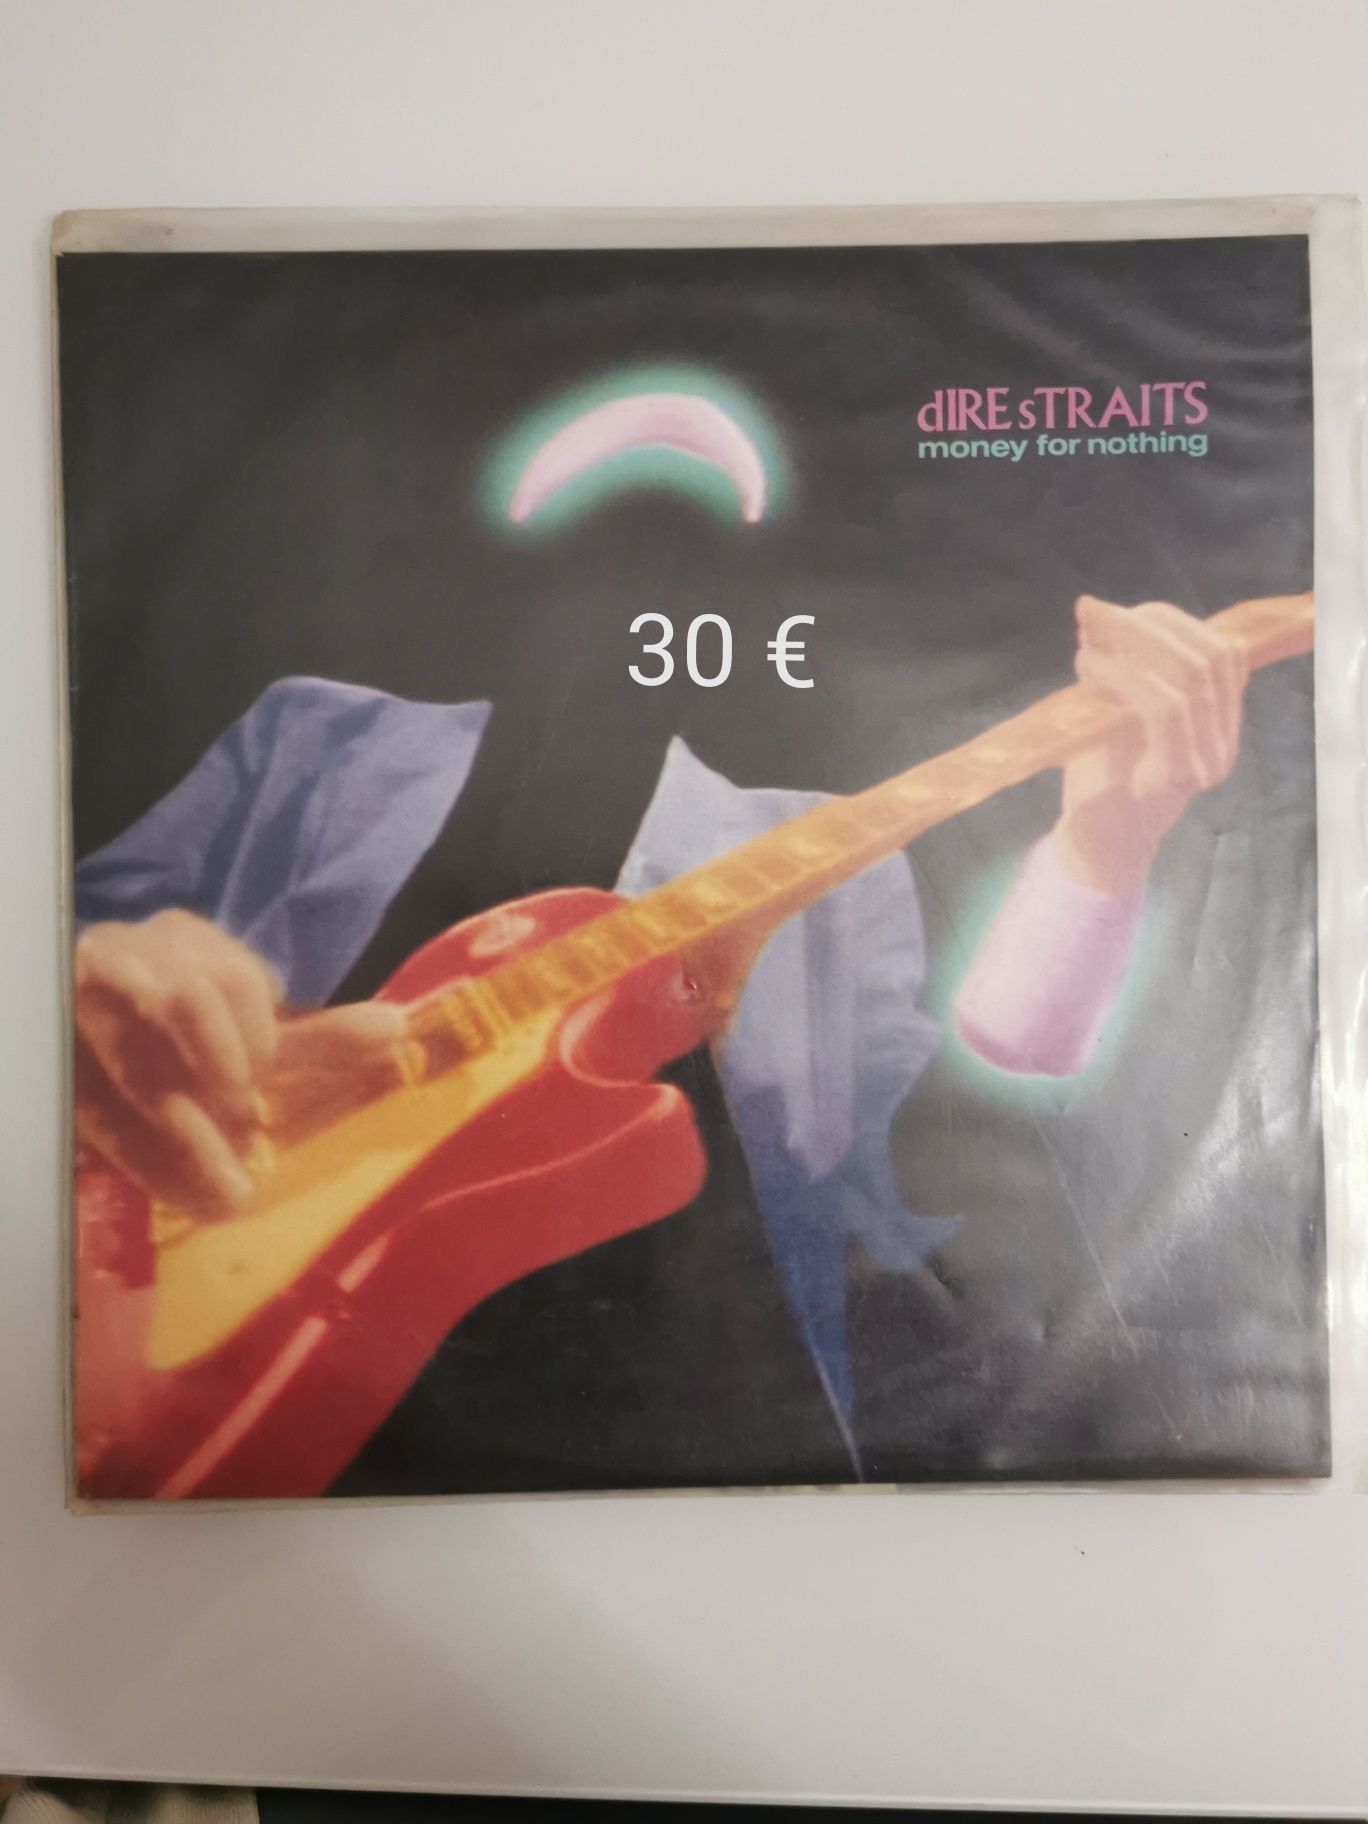 dIRE sTRAITS
money for nothing
30 €